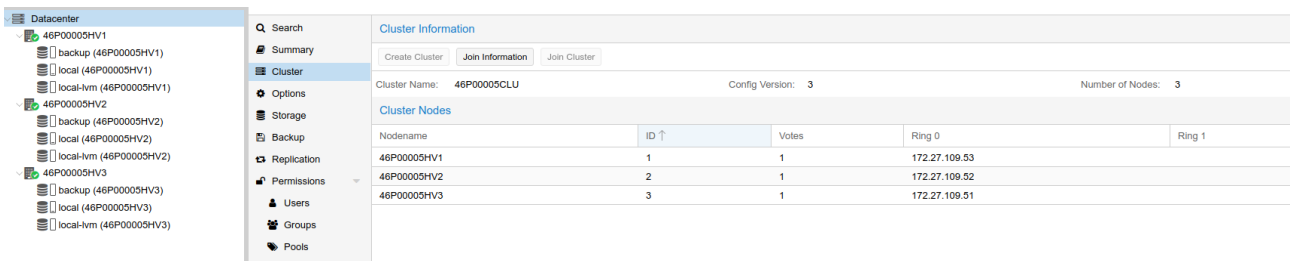 Datacenter
46P00005HV1
backup (46P00005HV1)
local (46P00005HV1)
local-lvm (46P00005HV1)
46P00005HV2
backup (46P00005HV2)
local (46P00005HV2)
local-lvm (46P00005HV2)
46P00005HV3
backup (46P00005HV3)
local (46P00005HV3)
local-lvm (46P00005HV3)
Search
Summary
Cluster
Options
Storage
Backup
Replication
Permissions
Users
Groups
Pools
Cluster Information
Create Cluster Join Information Join Cluster
Cluster Name: 46P00005CLU Config Version: 3 Number of Nodes: 3
Cluster Nodes
Nodename ID ↑ Votes Ring 0 Ring 1
46P00005HV1 1 1 172.27.109.53
46P00005HV2 2 1 172.27.109.52
46P00005HV3 3 1 172.27.109.51